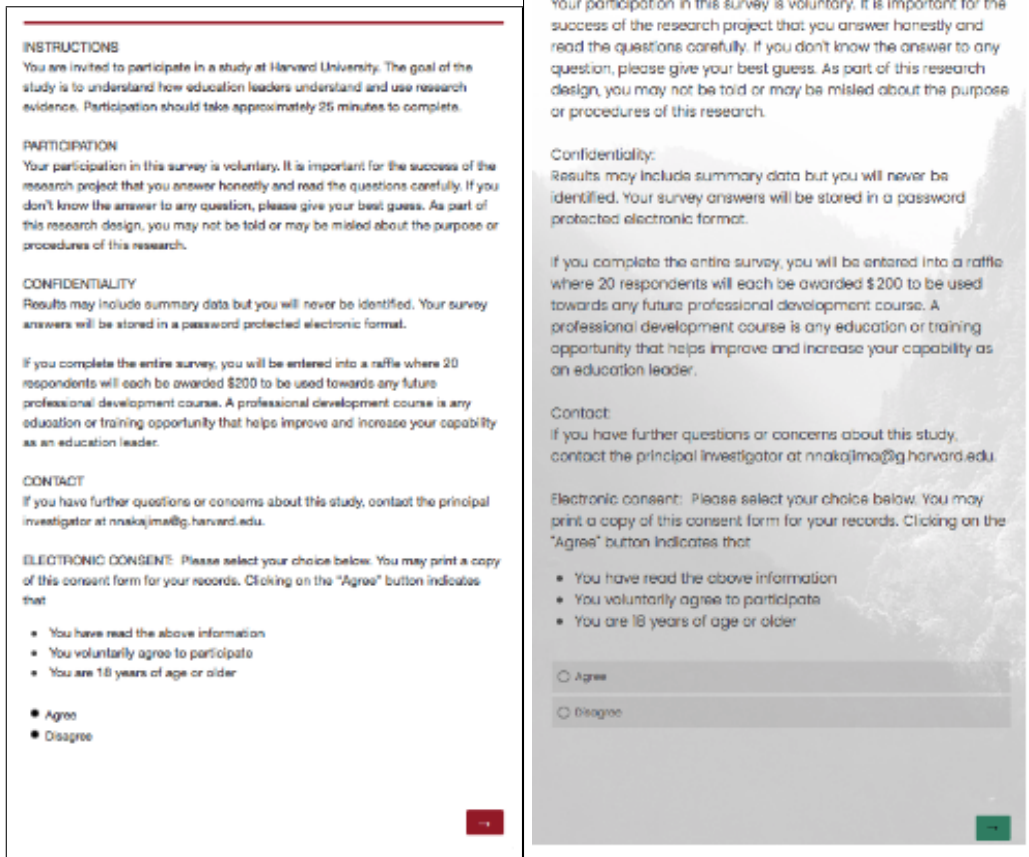 INSTRUCTIONS
You are invited to participate in a study at Harvard University. The goal of the
study is to understand how education leaders understand and use research
evidence. Participation should take approximately 25 minutes to complete.
PARTICIPATION
Your participation in this survey is voluntary. It is important for the success of the
research project that you answer honestly and read the questions carefully. If you
don't know the answer to any question, please give your best guess. As part of
this research design, you may not be told or may be misled about the purpose or
procedures of this research.
CONFIDENTIALITY
Results may include summary data but you will never be identified. Your survey
answers will be stored in a password protected electronic format.
If you complete the entire survey, you will be entered into a raffle where 20
respondents will each be awarded $200 to be used towards any future
professional development course. A professional development course is any
education or training opportunity that helps improve and increase your capability
as an education leader.
CONTACT
If you have further questions or concerns about this study, contact the principal
investigator at nnakajima@g.harvard.edu.
ELECTRONIC CONSENT:  Please select your choice below. You may print a copy
of this consent form for your records. Clicking on the "Agree" button indicates
that
• You have read the above information
• You voluntarily agree to participate
• You are 18 years of age or older
Agree
Disagree
→
Your participation in this survey is voluntary. It is important for the
success of the research project that you answer honestly and
read the questions carefully. If you don't know the answer to any
question, please give your best guess. As part of this research
design, you may not be told or may be misled about the purpose
or procedures of this research.
Confidentiality:
Results may include summary data but you will never be
identified. Your survey answers will be stored in a password
protected electronic format.
If you complete the entire survey, you will be entered into a raffle
where 20 respondents will each be awarded $200 to be used
towards any future professional development course. A
professional development course is any education or training
opportunity that helps improve and increase your capability as
an education leader.
Contact:
If you have further questions or concerns about this study,
contact the principal investigator at nnakajima@g.harvard.edu.
Electronic consent:  Please select your choice below. You may
print a copy of this consent form for your records. Clicking on the
"Agree" button indicates that
• You have read the above information
• You voluntarily agree to participate
• You are 18 years of age or older
Agree
Disagree
→